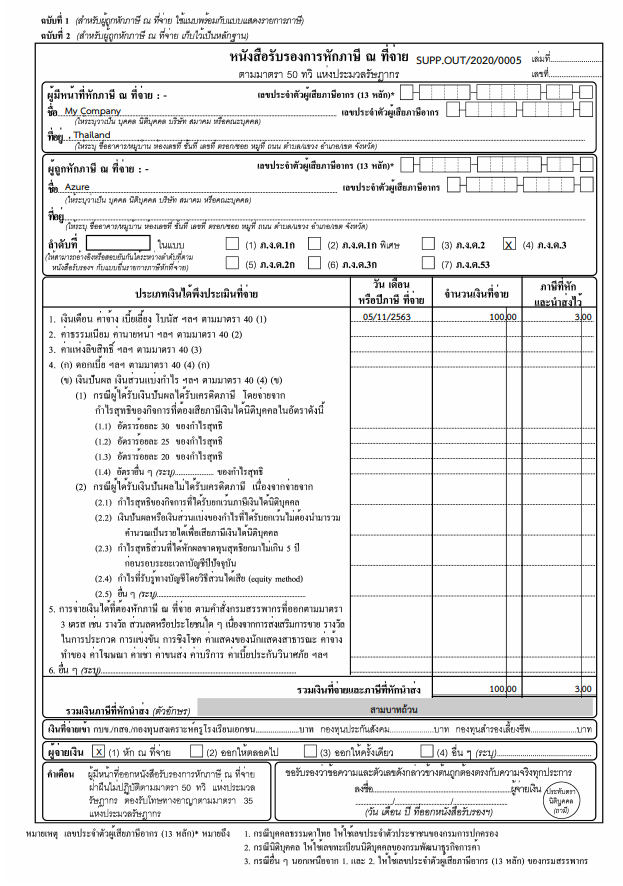 ฉบับที่ 1 (สำหรับผู้ถูกหักภาษี ณ ที่จ่าย ใช้แนบพร้อมกับแบบแสดงรายการภาษี)
ฉบับที่ 2 (สำหรับผู้ถูกหักภาษี ณ ที่จ่าย เก็บไว้เป็นหลักฐาน)
หนังสือรับรองการหักภาษี ณ ที่จ่าย SUPP.OUT/2020/0005 เล่มที่
ตามมาตรา 50 ทวิ แห่งประมวลรัษฎากร เลขที่
ผู้มีหน้าที่หักภาษี ณ ที่จ่าย : - เลขประจำตัวผู้เสียภาษีอากร (13 หลัก)*
ชื่อ My Company เลขประจำตัวผู้เสียภาษีอากร
(ให้ระบุว่าเป็น บุคคล นิติบุคคล บริษัท สมาคม หรือคณะบุคคล)
ที่อยู่ Thailand
(ให้ระบุ ชื่ออาคาร/หมู่บ้าน ห้องเลขที่ ชั้นที่ เลขที่ ตรอก/ซอย หมู่ที่ ถนน ตำบล/แขวง อำเภอ/เขต จังหวัด)
ผู้ถูกหักภาษี ณ ที่จ่าย : - เลขประจำตัวผู้เสียภาษีอากร (13 หลัก)*
ชื่อ Azure เลขประจำตัวผู้เสียภาษีอากร
(ให้ระบุว่าเป็น บุคคล นิติบุคคล บริษัท สมาคม หรือคณะบุคคล)
ที่อยู่
(ให้ระบุ ชื่ออาคาร/หมู่บ้าน ห้องเลขที่ ชั้นที่ เลขที่ ตรอก/ซอย หมู่ที่ ถนน ตำบล/แขวง อำเภอ/เขต จังหวัด)
ลำดับที่ ในแบบ (1) ภ.ง.ด.1ก (2) ภ.ง.ด.1ก พิเศษ (3) ภ.ง.ด.2 X (4) ภ.ง.ด.3
(ให้สามารถอ้างอิงหรือสอบยันกันได้ระหว่างลำดับที่ตาม
หนังสือรับรองฯ กับแบบยื่นรายการภาษีหักที่จ่าย) (5) ภ.ง.ด.2ก (6) ภ.ง.ด.3ก (7) ภ.ง.ด.53
ประเภทเงินได้พึงประเมินที่จ่าย วัน เดือน หรือปีภาษี ที่จ่าย จำนวนเงินที่จ่าย ภาษีที่หัก และนำส่งไว้
1. เงินเดือน ค่าจ้าง เบี้ยเลี้ยง โบนัส ฯลฯ ตามมาตรา 40 (1) 05/11/2563 100.00 3.00
2. ค่าธรรมเนียม ค่านายหน้า ฯลฯ ตามมาตรา 40 (2)
3. ค่าแห่งลิขสิทธิ์ ฯลฯ ตามมาตรา 40 (3)
4. (ก) ดอกเบี้ย ฯลฯ ตามมาตรา 40 (4) (ก)
(ข) เงินปันผล เงินส่วนแบ่งกำไร ฯลฯ ตามมาตรา 40 (4) (ข)
(1) กรณีผู้ได้รับเงินปันผลได้รับเครดิตภาษี โดยจ่ายจาก
กำไรสุทธิของกิจการที่ต้องเสียภาษีเงินได้นิติบุคคลในอัตราดังนี้
(1.1) อัตราร้อยละ 30 ของกำไรสุทธิ
(1.2) อัตราร้อยละ 25 ของกำไรสุทธิ
(1.3) อัตราร้อยละ 20 ของกำไรสุทธิ
(1.4) อัตราอื่น ๆ (ระบุ) ของกำไรสุทธิ
(2) กรณีผู้ได้รับเงินปันผลไม่ได้รับเครดิตภาษี เนื่องจากจ่ายจาก
(2.1) กำไรสุทธิของกิจการที่ได้รับยกเว้นภาษีเงินได้นิติบุคคล
(2.2) เงินปันผลหรือเงินส่วนแบ่งของกำไรที่ได้รับยกเว้นไม่ต้องนำมารวม
คำนวณเป็นรายได้เพื่อเสียภาษีเงินได้นิติบุคคล
(2.3) กำไรสุทธิส่วนที่ได้หักผลขาดทุนสุทธิยกมาไม่เกิน 5 ปี
ก่อนรอบระยะเวลาบัญชีปีปัจจุบัน
(2.4) กำไรที่รับรู้ทางบัญชีโดยวิธีส่วนได้เสีย (equity method)
(2.5) อื่น ๆ (ระบุ)
5. การจ่ายเงินได้ที่ต้องหักภาษี ณ ที่จ่าย ตามคำสั่งกรมสรรพากรที่ออกตามมาตรา
3 เตรส เช่น รางวัล ส่วนลดหรือประโยชน์ใด ๆ เนื่องจากการส่งเสริมการขาย รางวัล
ในการประกวด การแข่งขัน การชิงโชค ค่าแสดงของนักแสดงสาธารณะ ค่าจ้าง
ทำของ ค่าโฆษณา ค่าเช่า ค่าขนส่ง ค่าบริการ ค่าเบี้ยประกันวินาศภัย ฯลฯ
6. อื่น ๆ (ระบุ)
รวมเงินที่จ่ายและภาษีที่หักนำส่ง 100.00 3.00
รวมเงินภาษีที่หักนำส่ง (ตัวอักษร) สามบาทถ้วน
เงินที่จ่ายเข้า กบข./กสจ./กองทุนสงเคราะห์ครูโรงเรียนเอกชน บาท กองทุนประกันสังคม บาท กองทุนสำรองเลี้ยงชีพ บาท
ผู้จ่ายเงิน X (1) หัก ณ ที่จ่าย (2) ออกให้ตลอดไป (3) ออกให้ครั้งเดียว (4) อื่น ๆ (ระบุ)
คำเตือน ผู้มีหน้าที่ออกหนังสือรับรองการหักภาษี ณ ที่จ่าย
ฝ่าฝืนไม่ปฏิบัติตามมาตรา 50 ทวิ แห่งประมวล
รัษฎากร ต้องรับโทษทางอาญาตามมาตรา 35
แห่งประมวลรัษฎากร
ขอรับรองว่าข้อความและตัวเลขดังกล่าวข้างต้นถูกต้องตรงกับความจริงทุกประการ
ลงชื่อ ผู้จ่ายเงิน
(วัน เดือน ปี ที่ออกหนังสือรับรองฯ)
ประทับตรา
นิติบุคคล
(ถ้ามี)
หมายเหตุ เลขประจำตัวผู้เสียภาษีอากร (13 หลัก)* หมายถึง 1. กรณีบุคคลธรรมดาไทย ให้ใช้เลขประจำตัวประชาชนของกรมการปกครอง
2. กรณีนิติบุคคล ให้ใช้เลขทะเบียนนิติบุคคลของกรมพัฒนาธุรกิจการค้า
3. กรณีอื่น ๆ นอกเหนือจาก 1. และ 2. ให้ใช้เลขประจำตัวผู้เสียภาษีอากร (13 หลัก) ของกรมสรรพากร